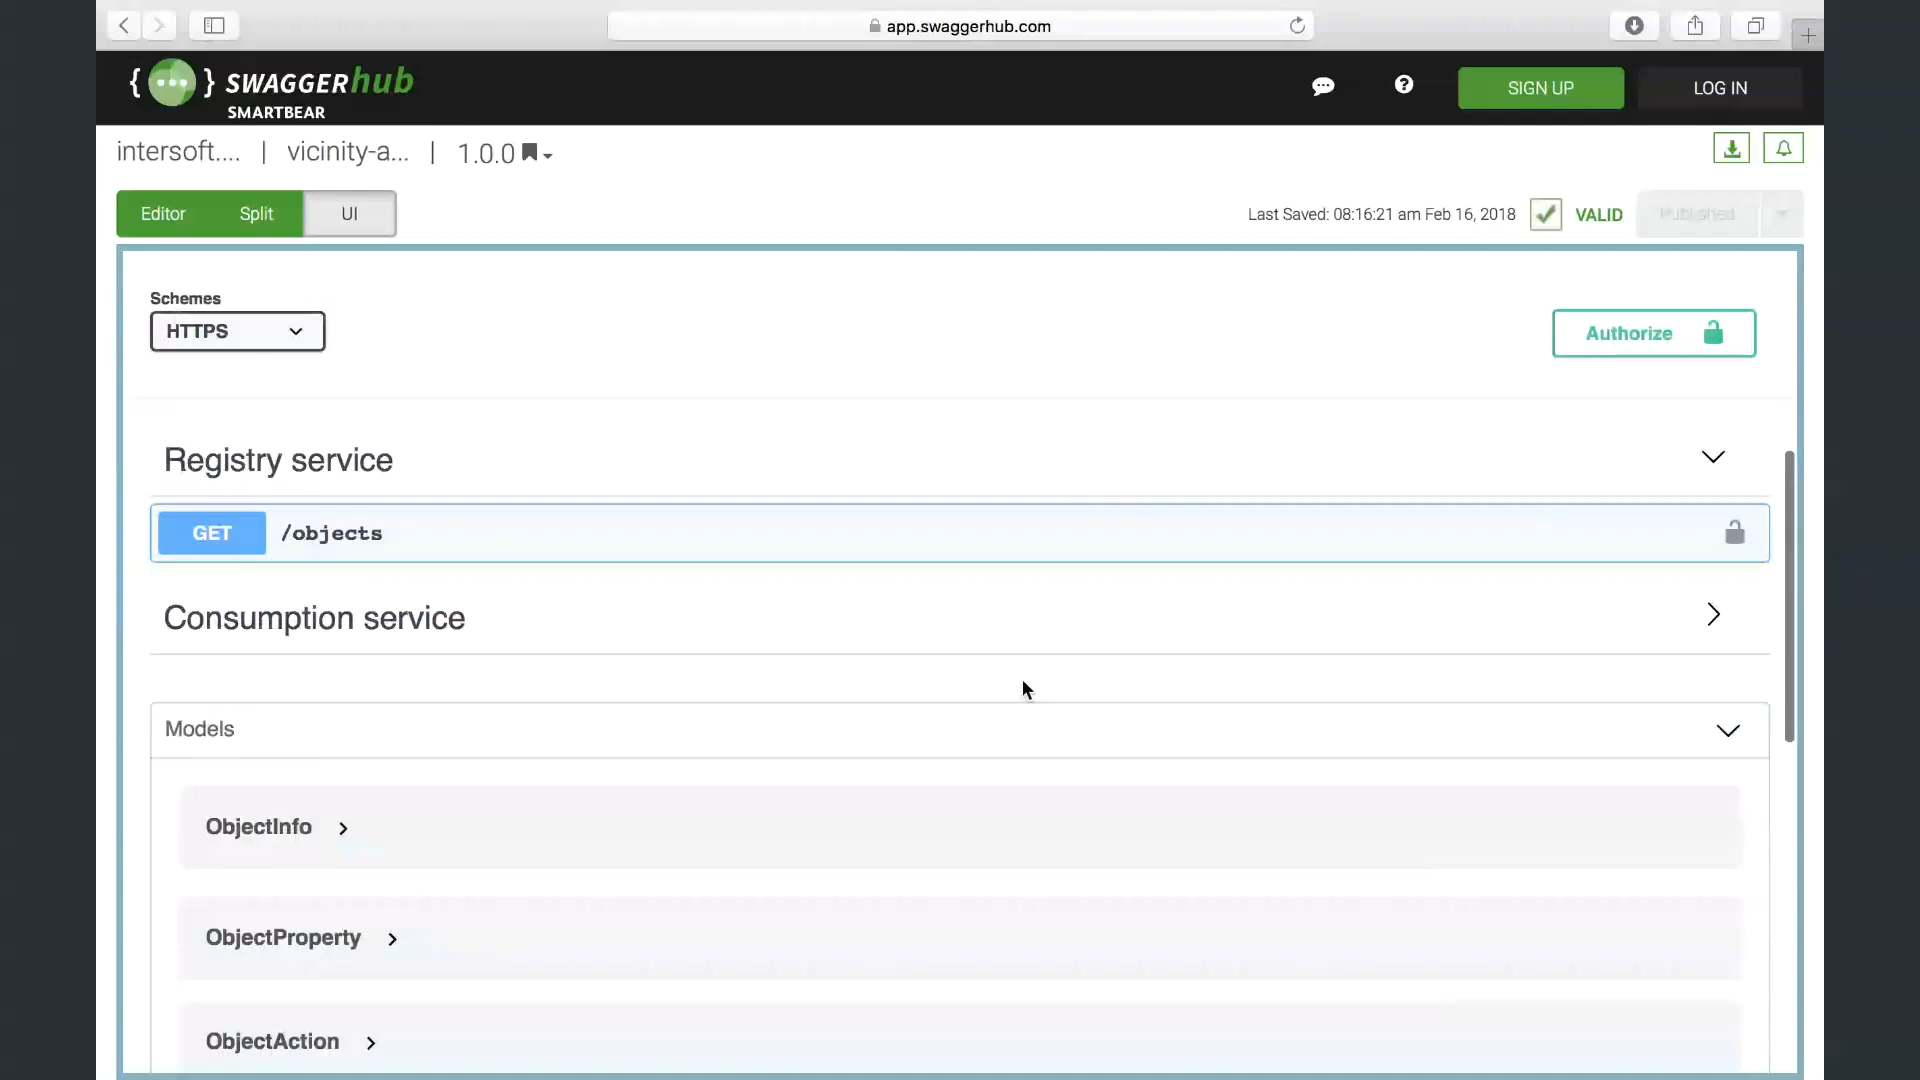 app.swaggerhub.com
{ ... } SWAGGERhub
SMARTBEAR
SIGN UP
LOG IN
intersoft.... | vicinity-a... | 1.0.0
Editor
Split
UI
Last Saved: 08:16:21 am Feb 16, 2018
VALID
Published
Schemes
HTTPS
Authorize
Registry service
GET /objects
Consumption service
Models
ObjectInfo
ObjectProperty
ObjectAction